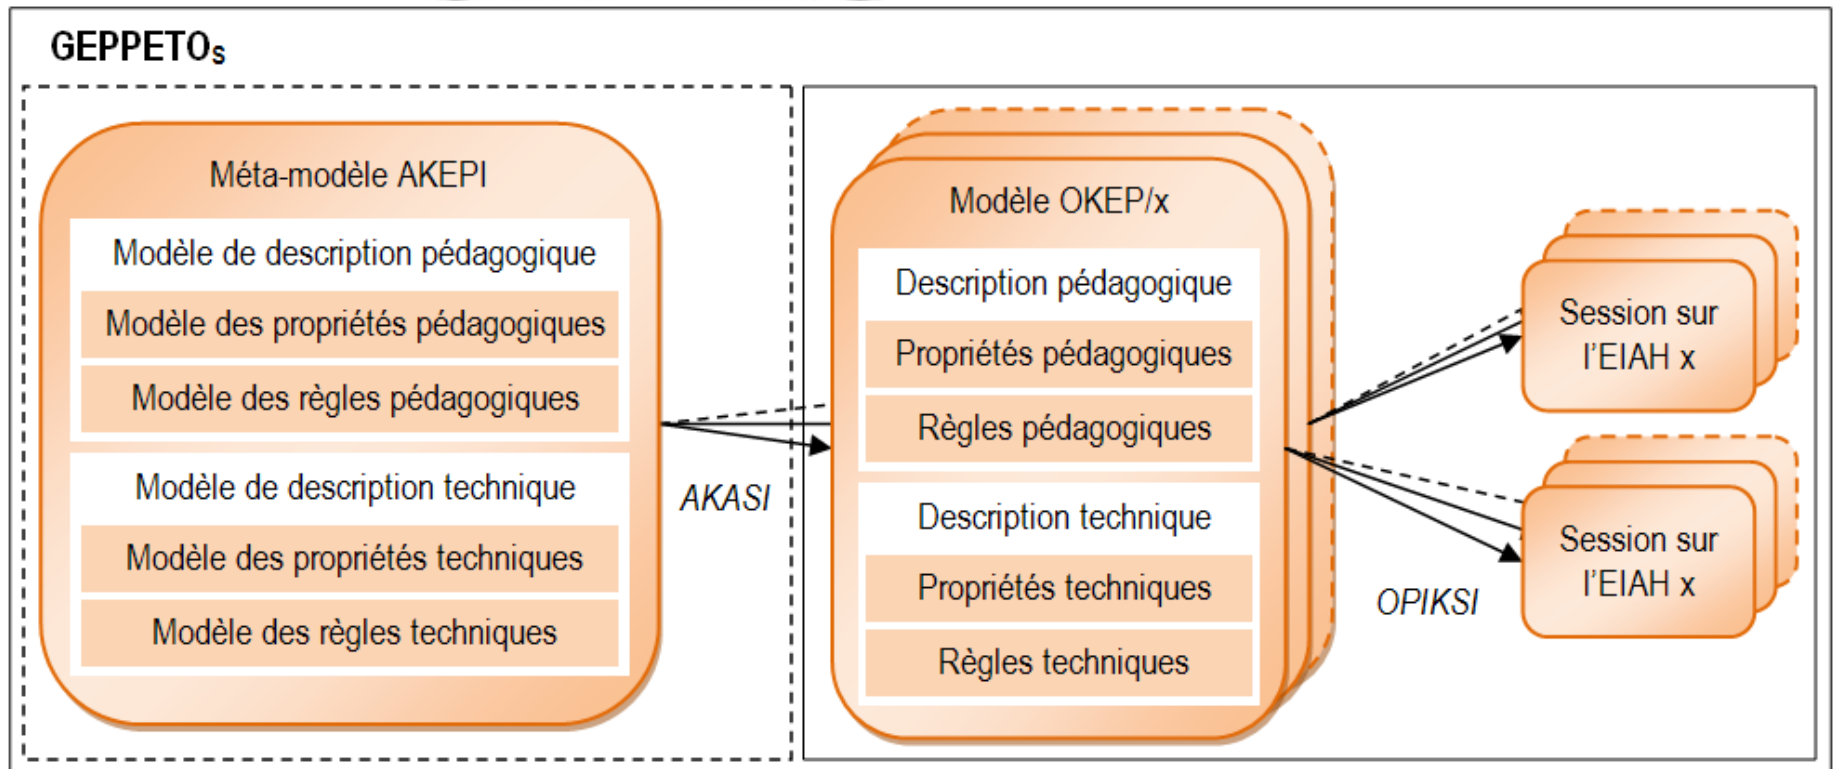 GEPPETOS
Méta-modèle AKEPI
Modèle de description pédagogique
Modèle des propriétés pédagogiques
Modèle des règles pédagogiques
Modèle de description technique
Modèle des propriétés techniques
Modèle des règles techniques
AKASI
Modèle OKEP/x
Description pédagogique
Propriétés pédagogiques
Règles pédagogiques
Description technique
Propriétés techniques
Règles techniques
OPIKSI
Session sur
l'EIAH x
Session sur
l'EIAH x